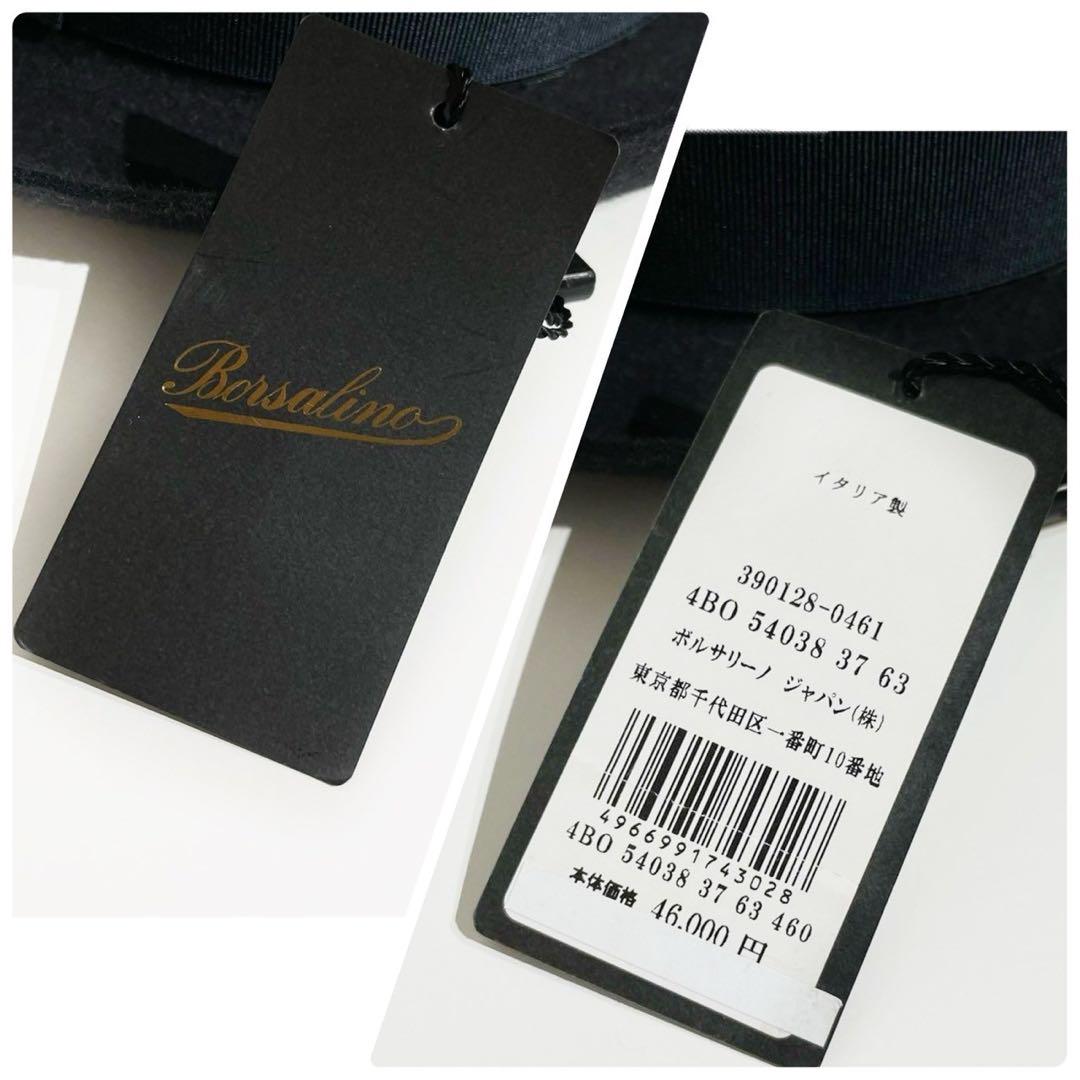 Borsalino
イタリア製
390128-0461
4BO 54038 37 63
ボルサリーノ ジャパン(株)
東京都千代田区一番町10番地
4966991743028
4BO 54038 37 63 460
本体価格 46,000 円